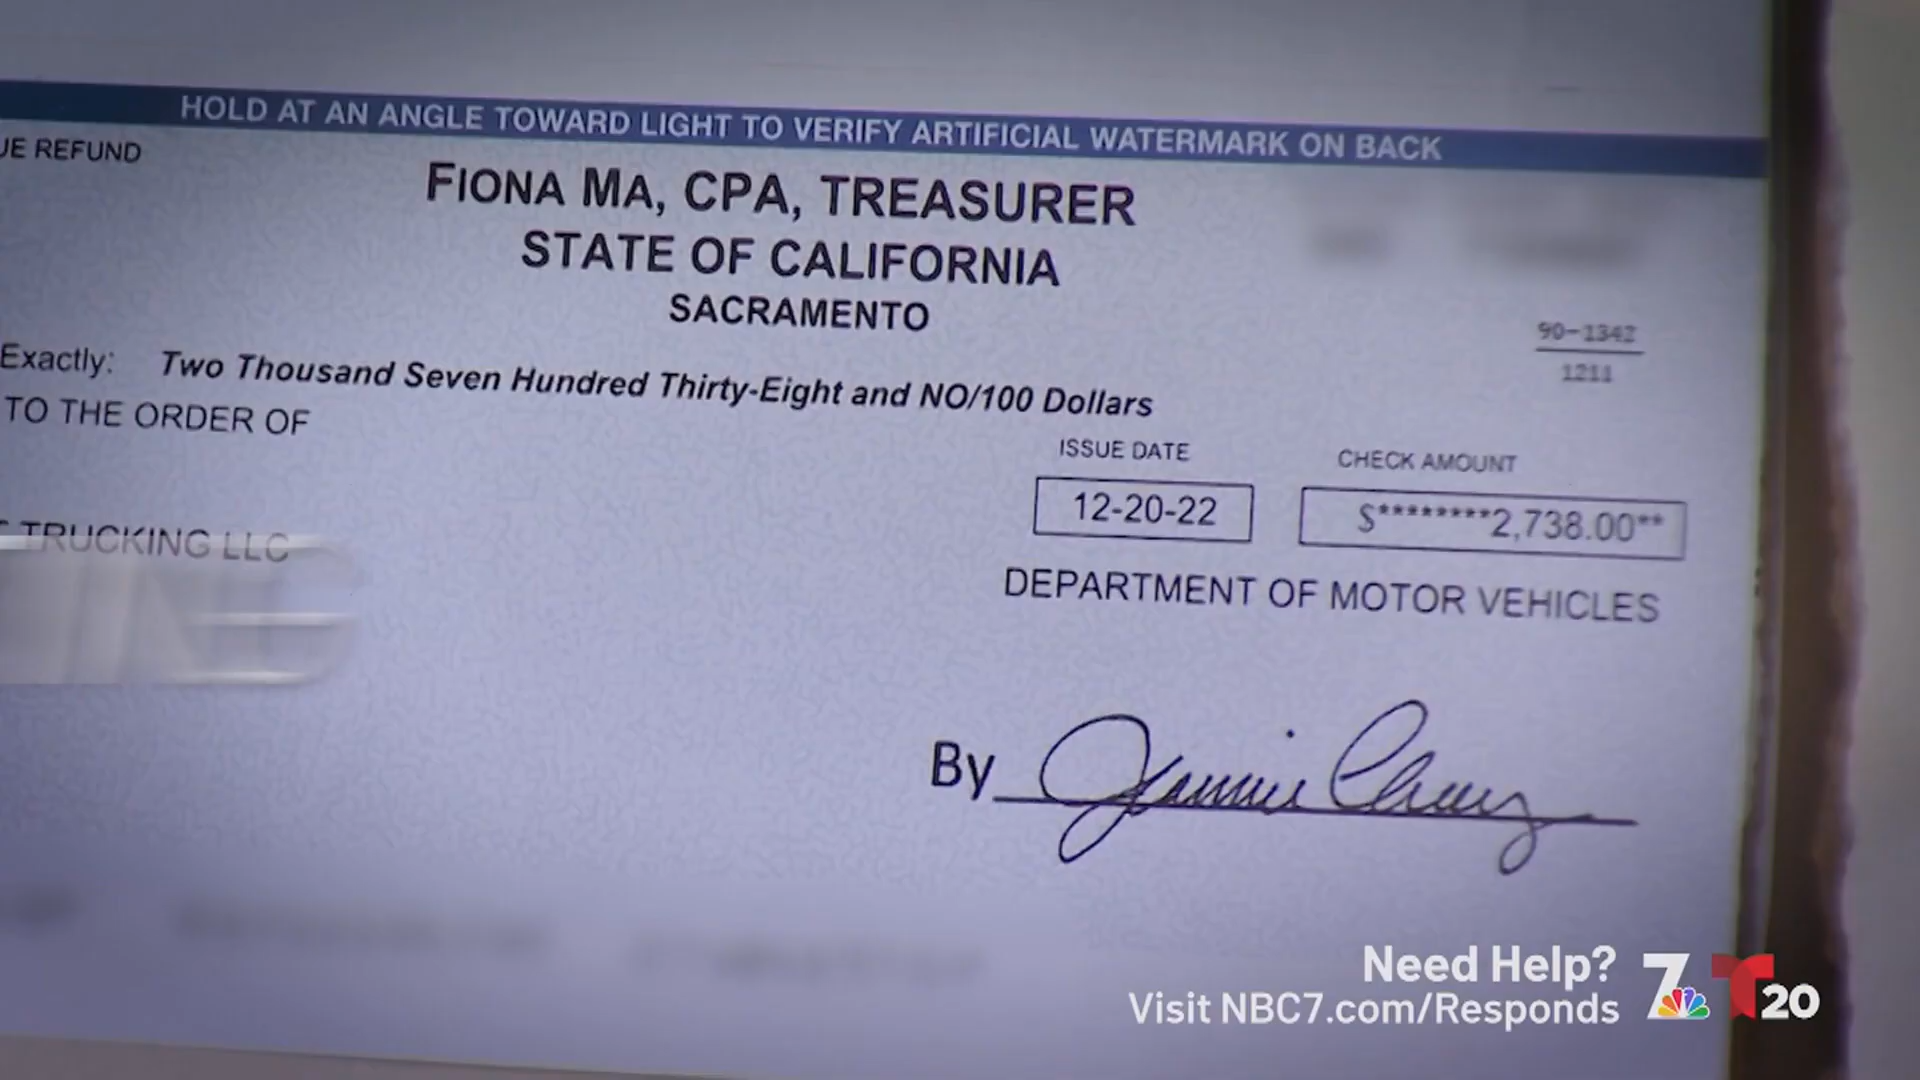 HOLD AT AN ANGLE TOWARD LIGHT TO VERIFY ARTIFICIAL WATERMARK ON BACK
UE REFUND
FIONA MA, CPA, TREASURER
STATE OF CALIFORNIA
SACRAMENTO
90-1342
1211
Exactly: Two Thousand Seven Hundred Thirty-Eight and NO/100 Dollars
TO THE ORDER OF
ISSUE DATE CHECK AMOUNT
12-20-22 $********2,738.00**
TRUCKING LLC
DEPARTMENT OF MOTOR VEHICLES
By
Need Help?
Visit NBC7.com/Responds
7 20